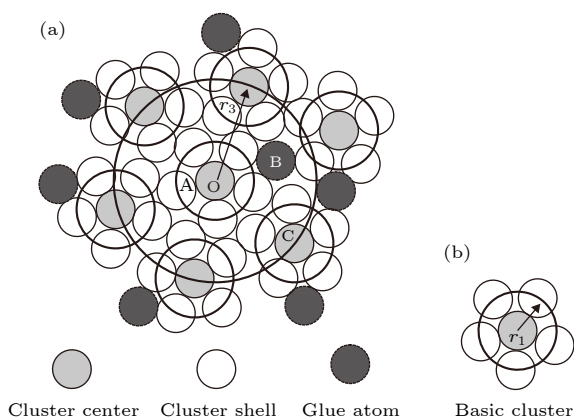 (a)
r3
B
A
O
C
(b)
r1
Cluster center
Cluster shell
Glue atom
Basic cluster